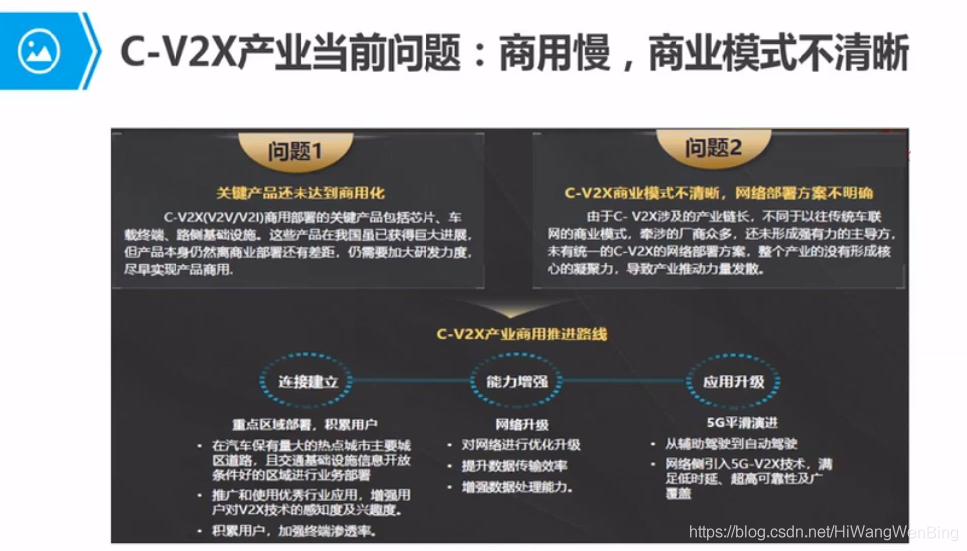 C-V2X产业当前问题：商用慢，商业模式不清晰
问题1
关键产品还未达到商用化
C-V2X(V2V/V2I)商用部署的关键产品包括芯片、车
载终端、路侧基础设施。这些产品在我国虽已获得巨大进展，
但产品本身仍然离商业部署还有差距，仍需要加大研发力度，
尽早实现产品商用.
问题2
C-V2X商业模式不清晰，网络部署方案不明确
由于C- V2X涉及的产业链长，不同于以往传统车联
网的商业模式，牵涉的厂商众多，还未形成强有力的主导方，
未有统一的C-V2X的网络部署方案，整个产业的没有形成核
心的凝聚力，导致产业推动力量发散。
C-V2X产业商用推进路线
连接建立
重点区域部署，积累用户
• 在汽车保有量大的热点城市主要城
区道路，且交通基础设施信息开放
条件好的区域进行业务部署
• 推广和使用优秀行业应用，增强用
户对V2X技术的感知度及兴趣度。
• 积累用户，加强终端渗透率。
能力增强
网络升级
• 对网络进行优化升级
• 提升数据传输效率
• 增强数据处理能力。
应用升级
5G平滑演进
• 从辅助驾驶到自动驾驶
• 网络侧引入5G-V2X技术，满
足低时延、超高可靠性及广
覆盖
https://blog.csdn.net/HiWangWenBing